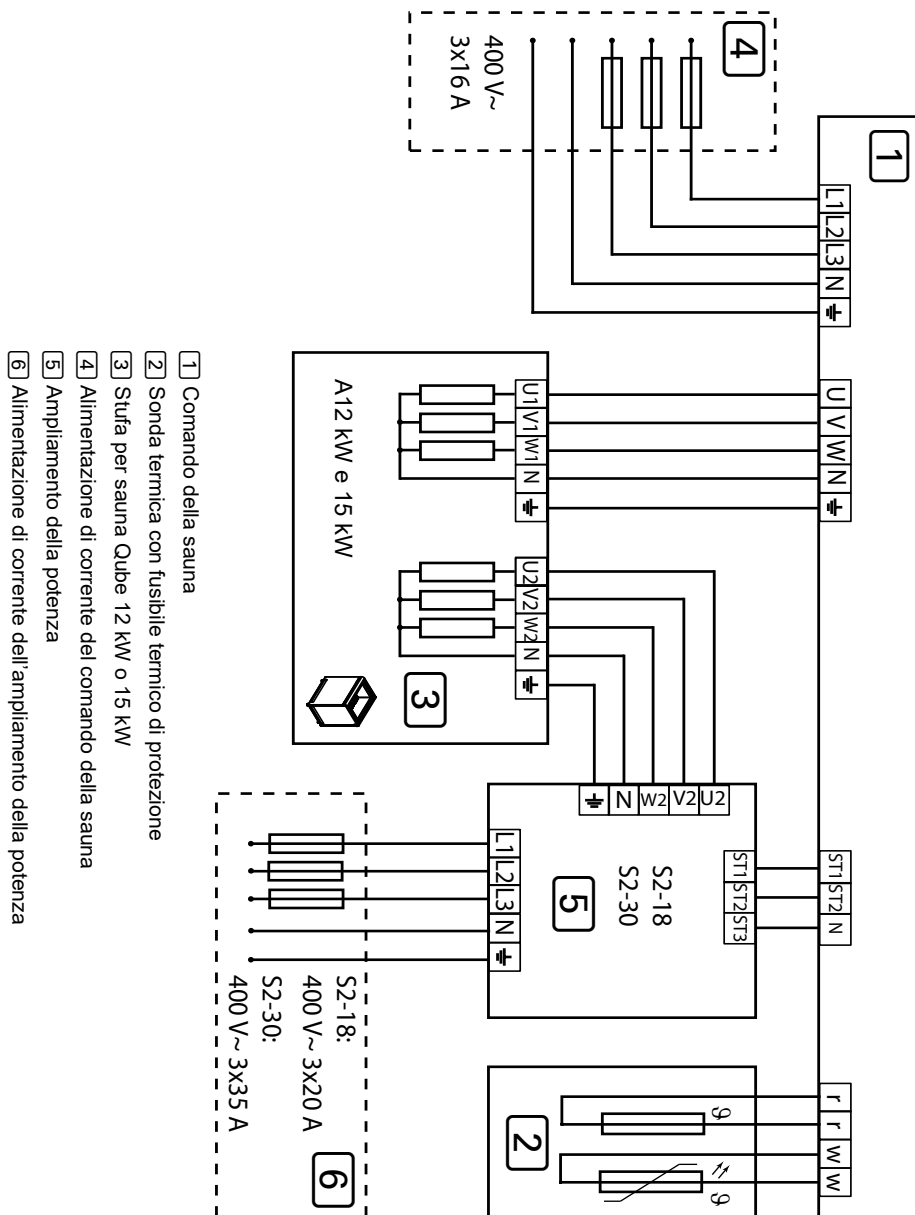 4
400 V~
3x16 A
1
L1 L2 L3 N
U V W N
ST1 ST2 N
r r w w
U1 V1 W1 N
U2 V2 W2 N
A12 kW e 15 kW
3
N W2 V2 U2
ST1 ST2 ST3
S2-18
S2-30
5
L1 L2 L3 N
S2-18:
400 V~ 3x20 A
S2-30:
400 V~ 3x35 A
6
ϑ
ϑ
2
1 Comando della sauna
2 Sonda termica con fusibile termico di protezione
3 Stufa per sauna Qube 12 kW o 15 kW
4 Alimentazione di corrente del comando della sauna
5 Ampliamento della potenza
6 Alimentazione di corrente dell'ampliamento della potenza